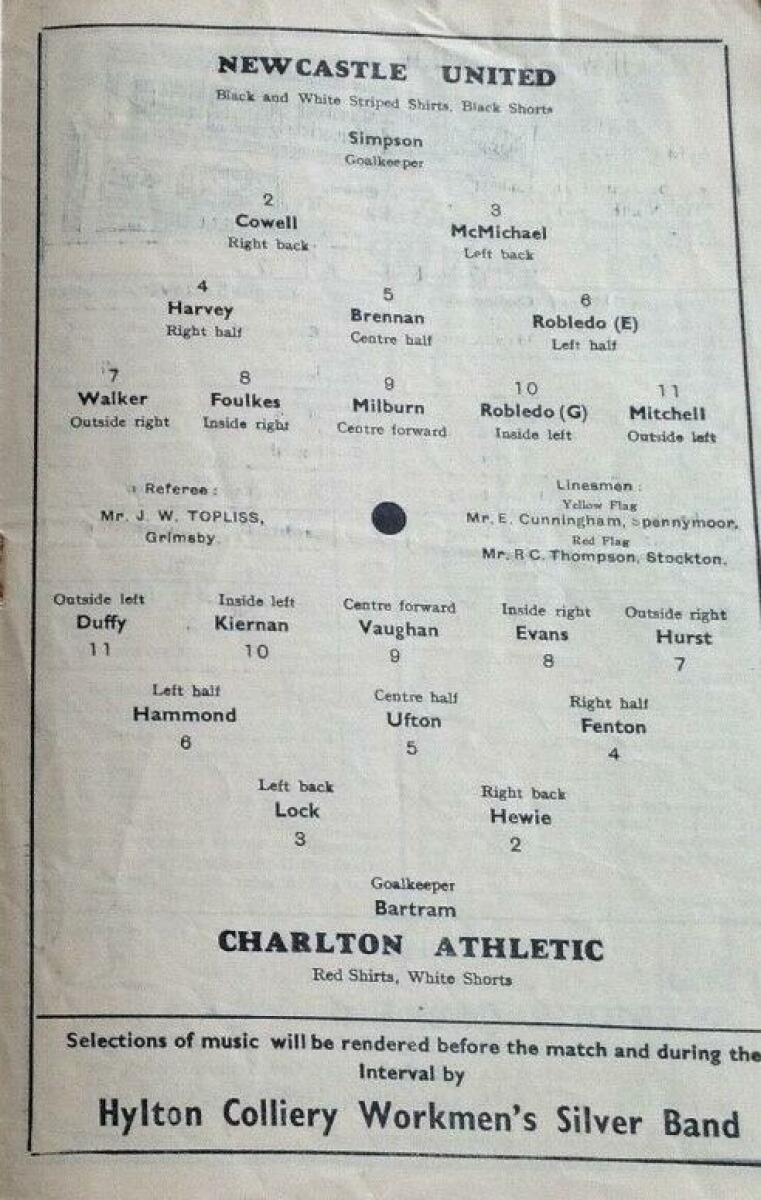 NEWCASTLE UNITED
Black and White Striped Shirts, Black Shorts
Simpson
Goalkeeper
2 3
Cowell McMichael
Right back Left back
4 5 6
Harvey Brennan Robledo (E)
Right half Centre half Left half
7 8 9 10 11
Walker Foulkes Milburn Robledo (G) Mitchell
Outside right Inside right Centre forward Inside left Outside left
Referee : Linesmen :
Yellow Flag
Mr. J. W. TOPLISS, Mr. E. Cunningham, Spennymoor.
Red Flag
Grimsby. Mr. R C. Thompson, Stockton.
Outside left Inside left Centre forward Inside right Outside right
Duffy Kiernan Vaughan Evans Hurst
11 10 9 8 7
Left half Centre half Right half
Hammond Ufton Fenton
6 5 4
Left back Right back
Lock Hewie
3 2
Goalkeeper
Bartram
CHARLTON ATHLETIC
Red Shirts, White Shorts
Selections of music will be rendered before the match and during the
Interval by
Hylton Colliery Workmen's Silver Band